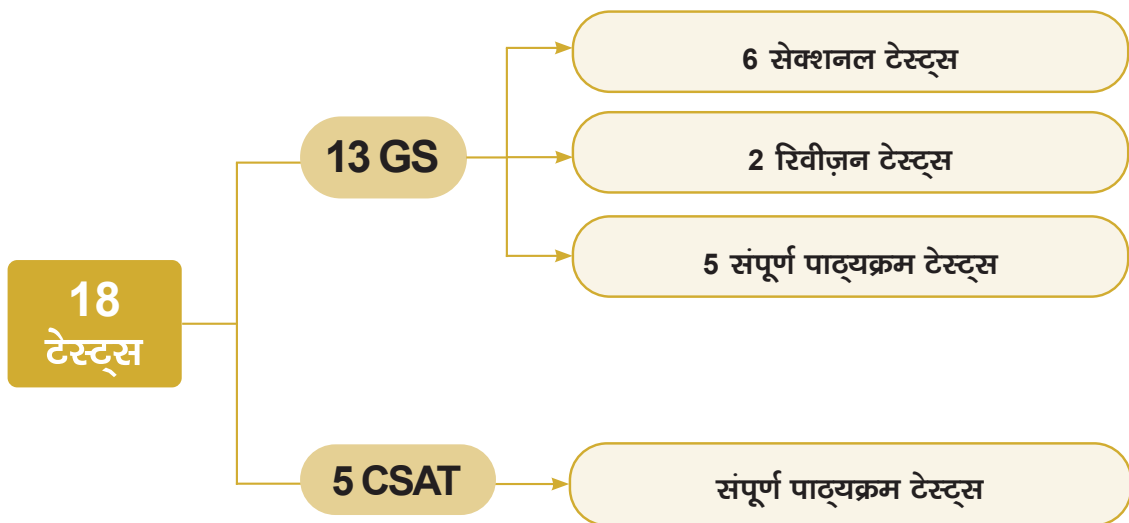 18
टेस्ट्स
13 GS
6 सेक्शनल टेस्ट्स
2 रिवीज़न टेस्ट्स
5 संपूर्ण पाठ्यक्रम टेस्ट्स
5 CSAT
संपूर्ण पाठ्यक्रम टेस्ट्स